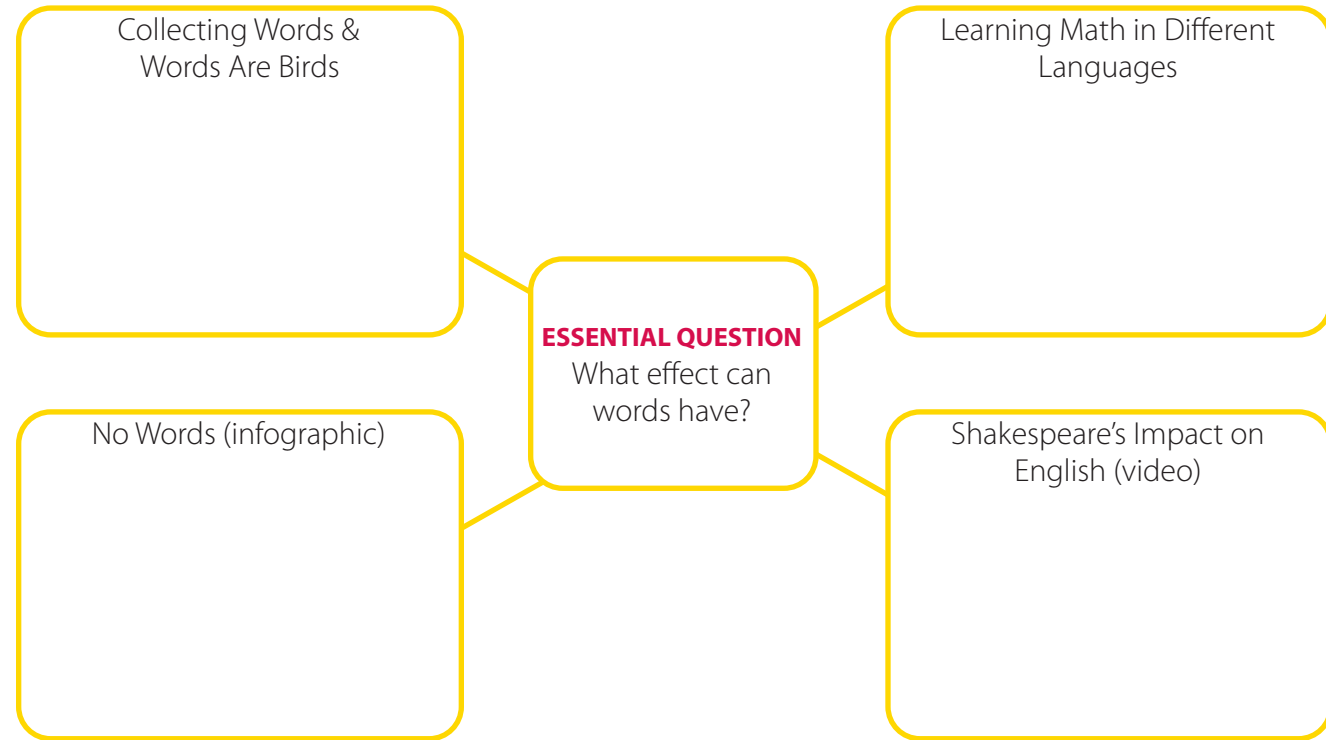 Collecting Words &
Words Are Birds
Learning Math in Different
Languages
ESSENTIAL QUESTION
What effect can
words have?
No Words (infographic)
Shakespeare’s Impact on
English (video)